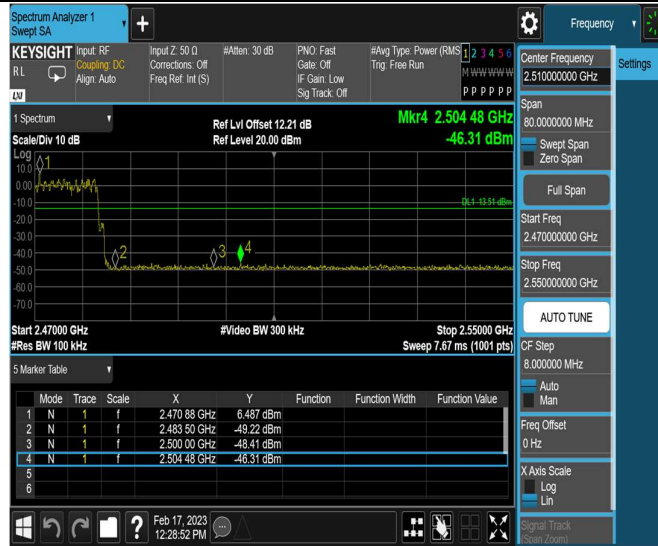 Spectrum Analyzer 1
Swept SA
+
Frequency
KEYSIGHT
RL
LXI
Input: RF
Coupling: DC
Align: Auto
Input Z: 50 Ω
Corrections: Off
Freq Ref: Int (S)
#Atten: 30 dB
PNO: Fast
Gate: Off
IF Gain: Low
Sig Track: Off
#Avg Type: Power (RMS
Trig: Free Run
1 2 3 4 5 6
M W W W W W
P P P P P P
1 Spectrum
Scale/Div 10 dB
Ref Lvl Offset 12.21 dB
Ref Level 20.00 dBm
Mkr4 2.504 48 GHz
-46.31 dBm
Log
10.0
0.00
-10.0
-20.0
-30.0
-40.0
-50.0
-60.0
-70.0
1
2
3
4
DL1 -13.51 dBm
Start 2.47000 GHz
#Video BW 300 kHz
Stop 2.55000 GHz
#Res BW 100 kHz
Sweep 7.67 ms (1001 pts)
5 Marker Table
Mode Trace Scale X Y Function Function Width Function Value
1 N 1 f 2.470 88 GHz 6.487 dBm
2 N 1 f 2.483 50 GHz -49.22 dBm
3 N 1 f 2.500 00 GHz -48.41 dBm
4 N 1 f 2.504 48 GHz -46.31 dBm
5
6
?
Feb 17, 2023
12:28:52 PM
Center Frequency
2.510000000 GHz
Settings
Span
80.0000000 MHz
Swept Span
Zero Span
Full Span
Start Freq
2.470000000 GHz
Stop Freq
2.550000000 GHz
AUTO TUNE
CF Step
8.000000 MHz
Auto
Man
Freq Offset
0 Hz
X Axis Scale
Log
Lin
Signal Track
(Span Zoom)